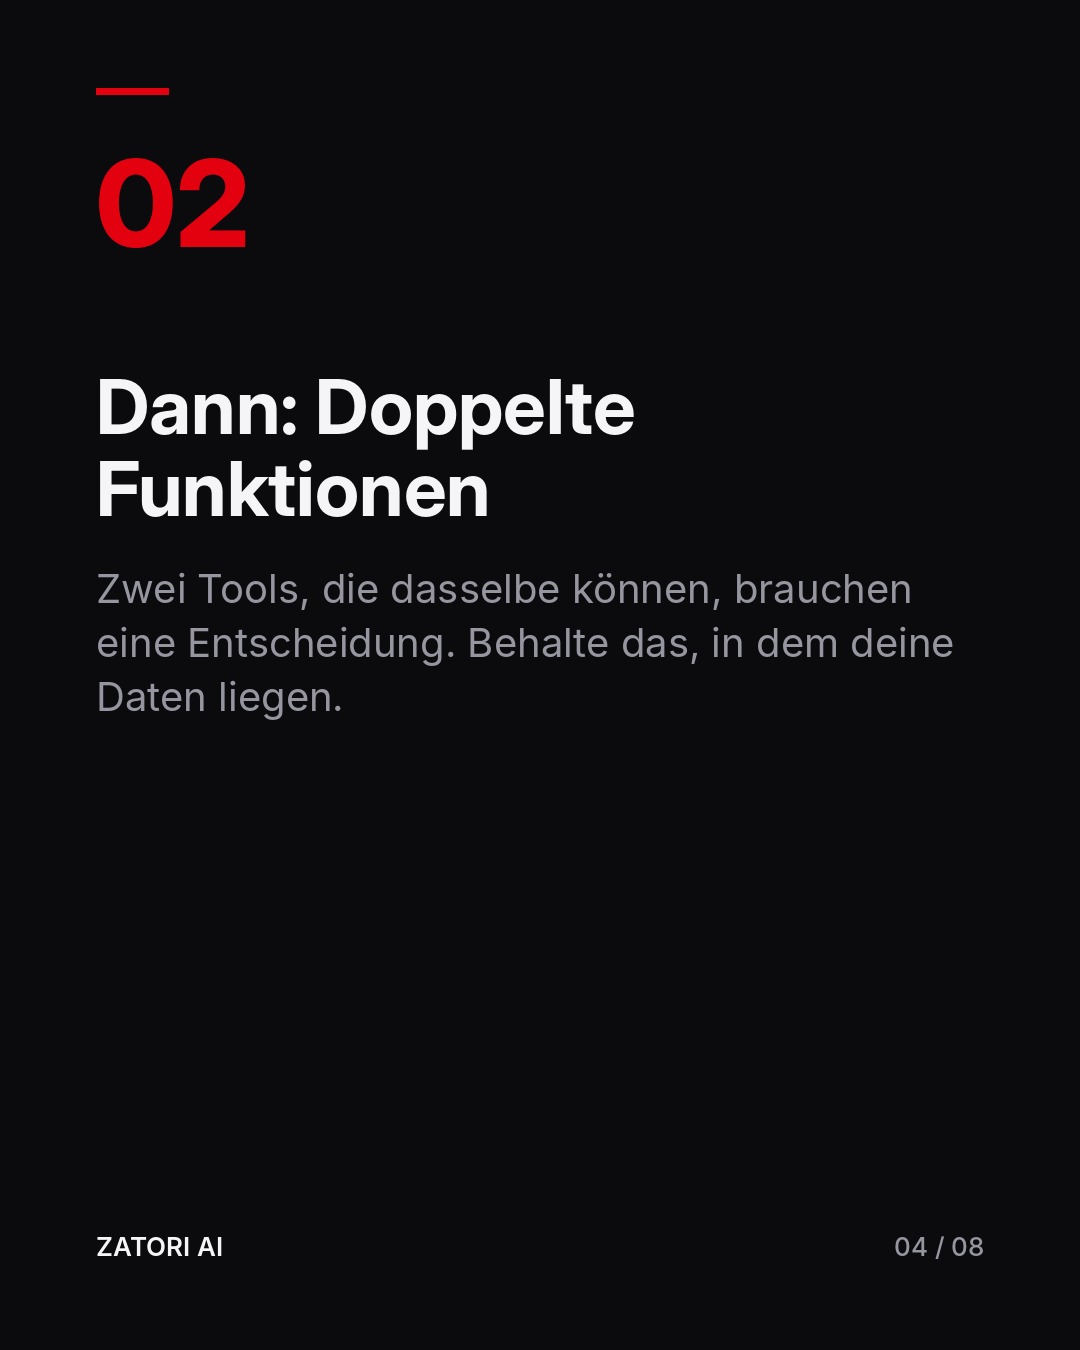 02
Dann: Doppelte
Funktionen
Zwei Tools, die dasselbe können, brauchen
eine Entscheidung. Behalte das, in dem deine
Daten liegen.
ZATORI AI
04 / 08